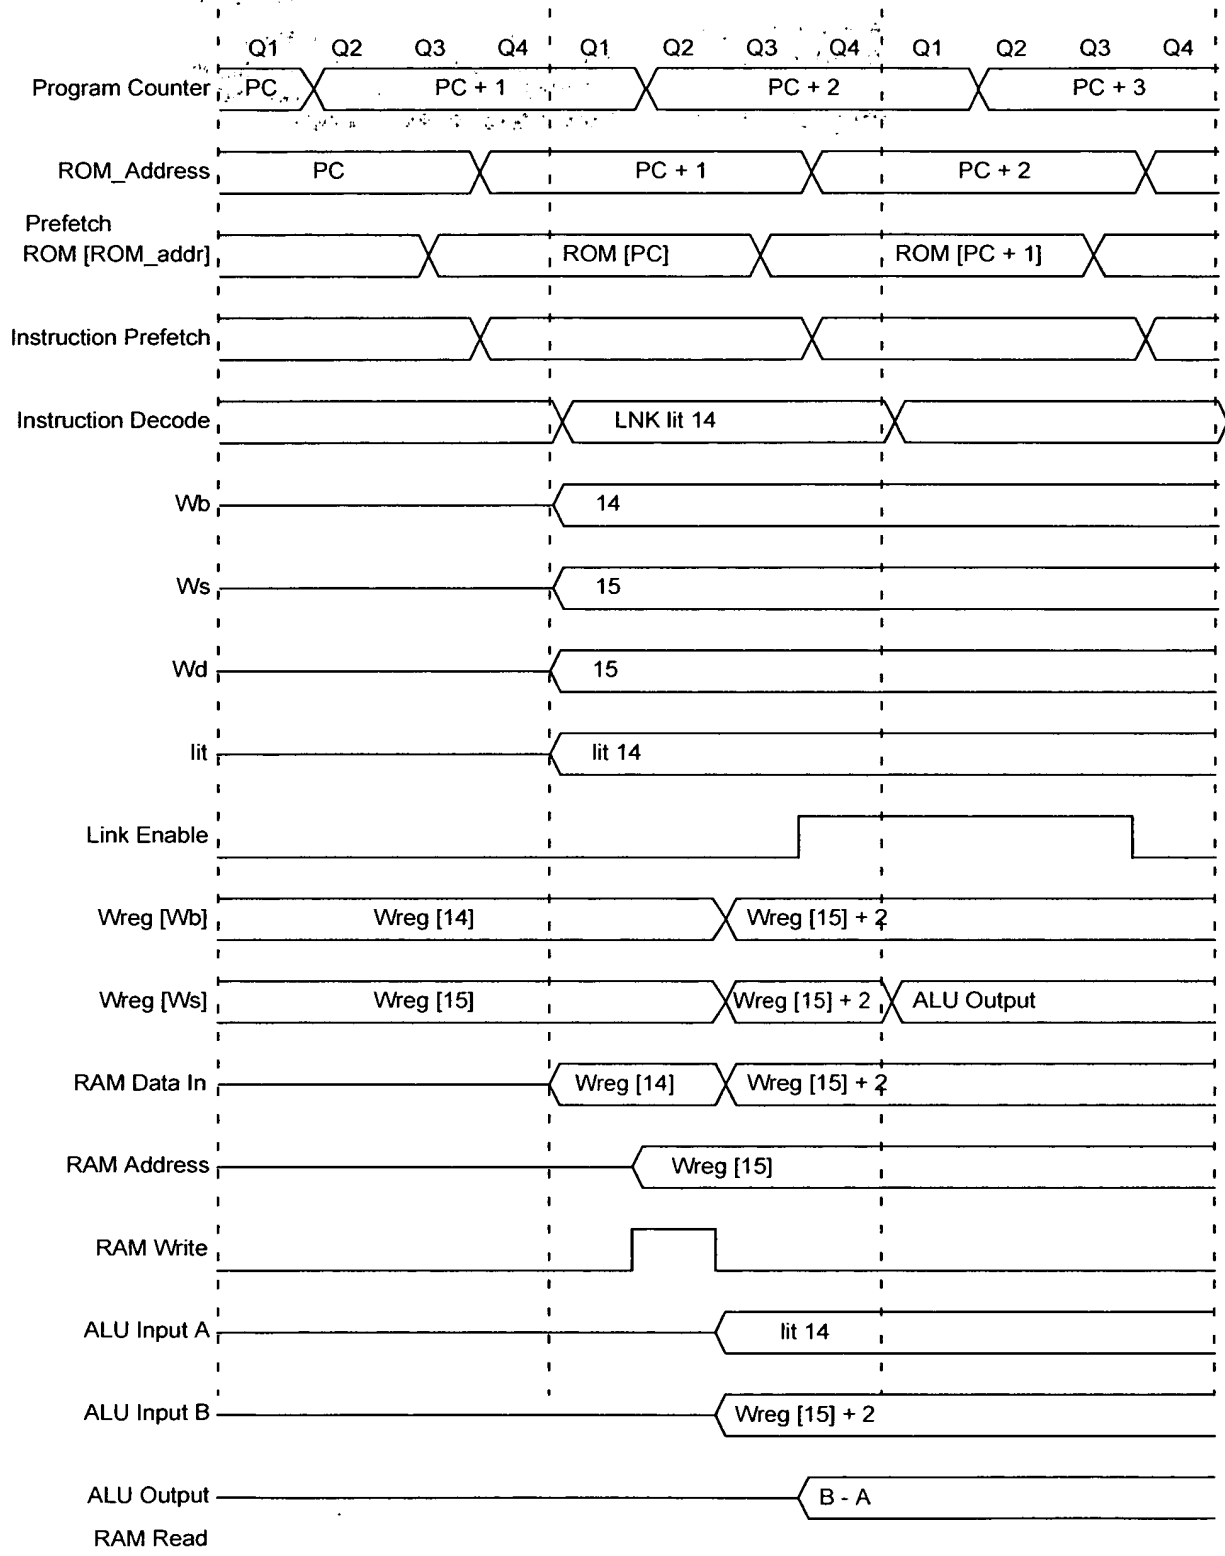 Q1 Q2 Q3 Q4 Q1 Q2 Q3 Q4 Q1 Q2 Q3 Q4
Program Counter PC PC + 1 PC + 2 PC + 3
ROM_Address PC PC + 1 PC + 2
Prefetch
ROM [ROM_addr] ROM [PC] ROM [PC + 1]
Instruction Prefetch
Instruction Decode LNK lit 14
Wb 14
Ws 15
Wd 15
lit lit 14
Link Enable
Wreg [Wb] Wreg [14] Wreg [15] + 2
Wreg [Ws] Wreg [15] Wreg [15] + 2 ALU Output
RAM Data In Wreg [14] Wreg [15] + 2
RAM Address Wreg [15]
RAM Write
ALU Input A lit 14
ALU Input B Wreg [15] + 2
ALU Output B - A
RAM Read